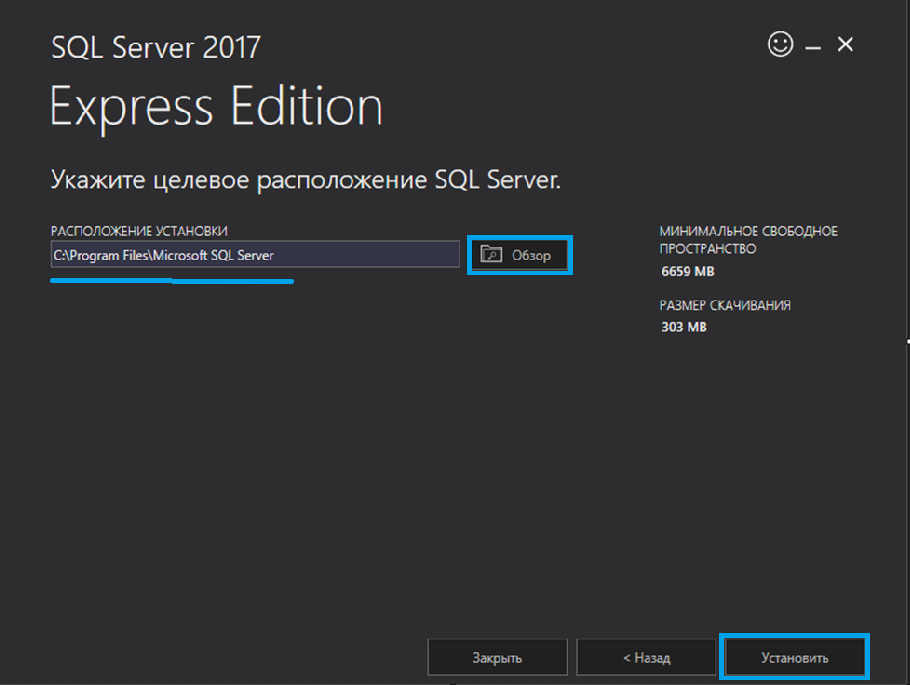 SQL Server 2017
Express Edition
Укажите целевое расположение SQL Server.
РАСПОЛОЖЕНИЕ УСТАНОВКИ
C:\Program Files\Microsoft SQL Server
Обзор
МИНИМАЛЬНОЕ СВОБОДНОЕ
ПРОСТРАНСТВО
6659 MB
РАЗМЕР СКАЧИВАНИЯ
303 MB
Закрыть
< Назад
Установить